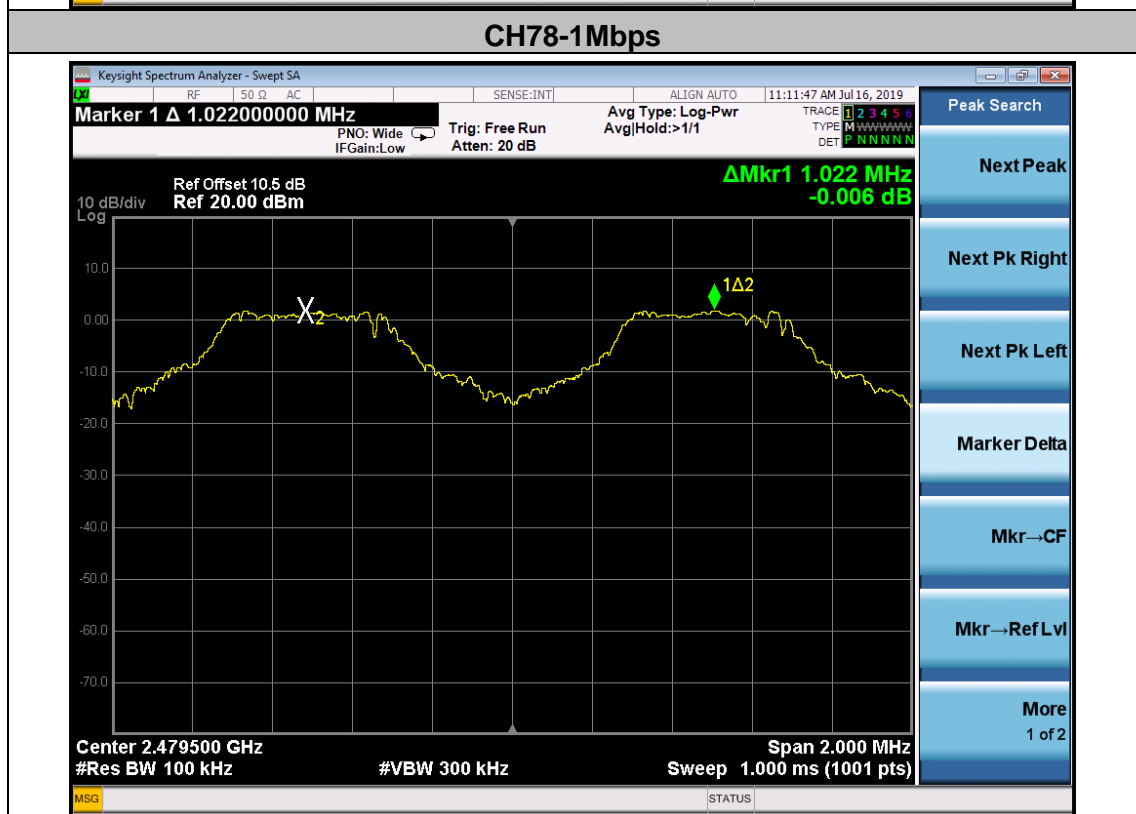 CH78-1Mbps
Keysight Spectrum Analyzer - Swept SA
LXI RF 50 Ω AC SENSE:INT ALIGN AUTO 11:11:47 AM Jul 16, 2019
Marker 1 Δ 1.022000000 MHz
PNO: Wide
IFGain:Low
Trig: Free Run
Atten: 20 dB
Avg Type: Log-Pwr
Avg|Hold:>1/1
TRACE 1 2 3 4 5 6
TYPE M WWWWW
DET P N N N N N
ΔMkr1 1.022 MHz
-0.006 dB
Ref Offset 10.5 dB
10 dB/div Ref 20.00 dBm
Log
10.0
0.00
-10.0
-20.0
-30.0
-40.0
-50.0
-60.0
-70.0
X2
1Δ2
Center 2.479500 GHz Span 2.000 MHz
#Res BW 100 kHz #VBW 300 kHz Sweep 1.000 ms (1001 pts)
MSG STATUS
Peak Search
Next Peak
Next Pk Right
Next Pk Left
Marker Delta
Mkr→CF
Mkr→Ref Lvl
More
1 of 2